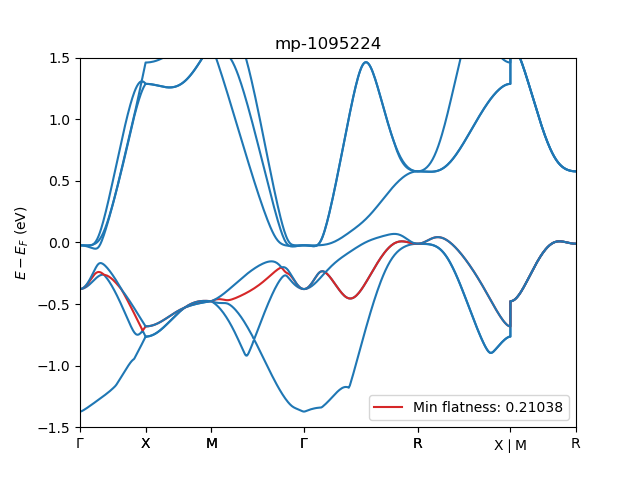 mp-1095224
E − E_F (eV)
1.5
1.0
0.5
0.0
−0.5
−1.0
−1.5
Min flatness: 0.21038
Γ X M Γ R X | M R